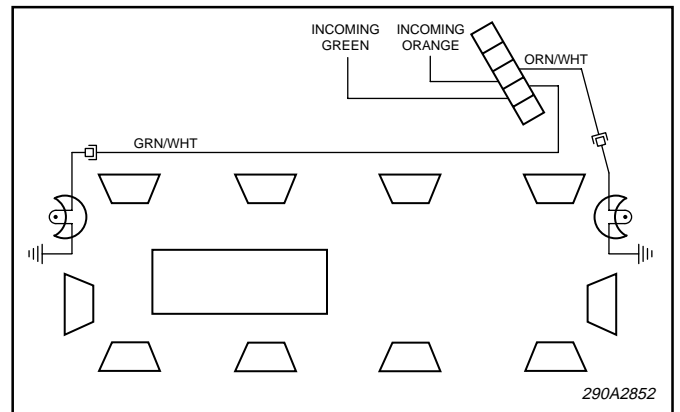 INCOMING
GREEN
INCOMING
ORANGE
ORN/WHT
GRN/WHT
290A2852